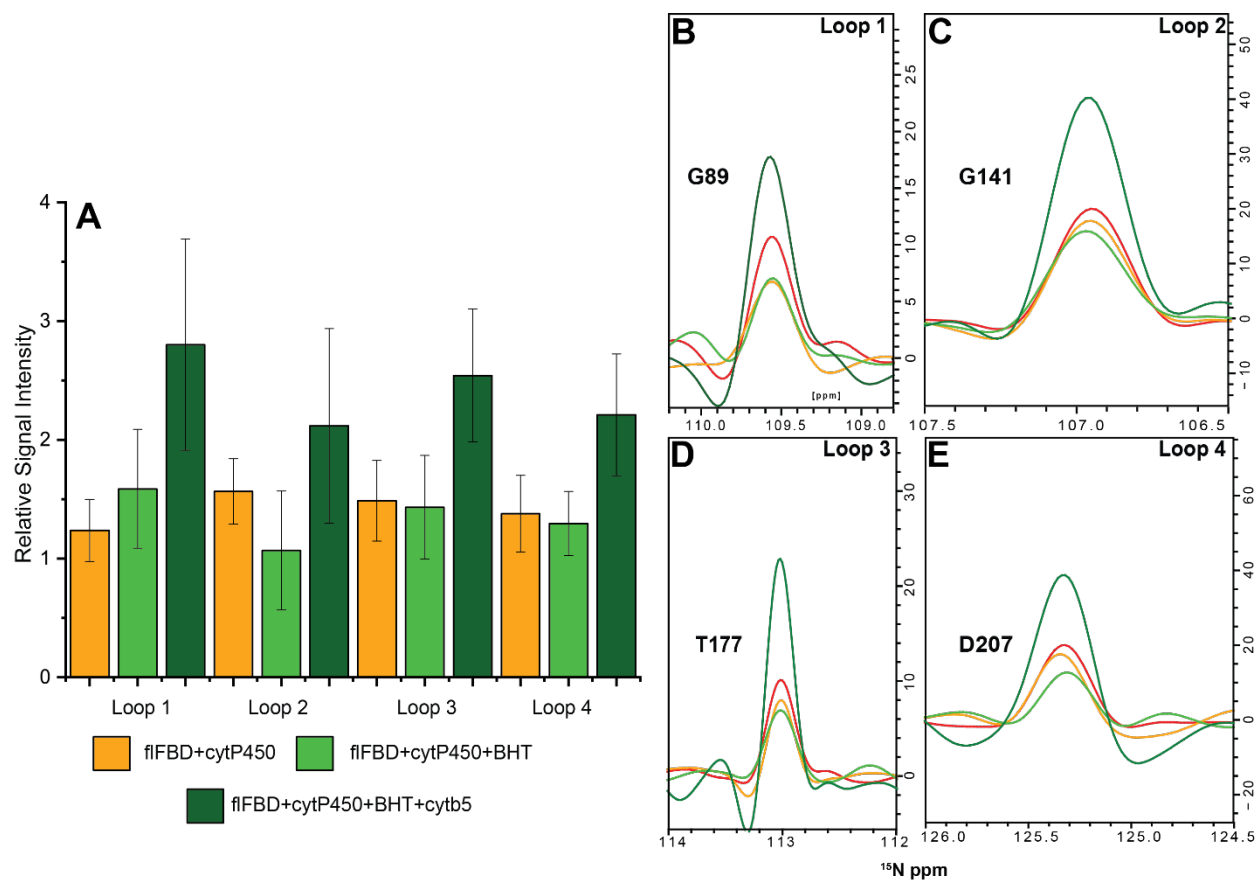 A
Relative Signal Intensity
4
3
2
1
0
Loop 1 Loop 2 Loop 3 Loop 4
flFBD+cytP450 flFBD+cytP450+BHT
flFBD+cytP450+BHT+cytb5
B Loop 1
G89
25
20
15
10
5
0
[ppm]
110.0 109.5 109.0
C Loop 2
G141
50
40
30
20
10
0
-10
107.5 107.0 106.5
D Loop 3
T177
30
20
10
0
114 113 112
E Loop 4
D207
60
40
20
0
-20
126.0 125.5 125.0 124.5
¹⁵N ppm